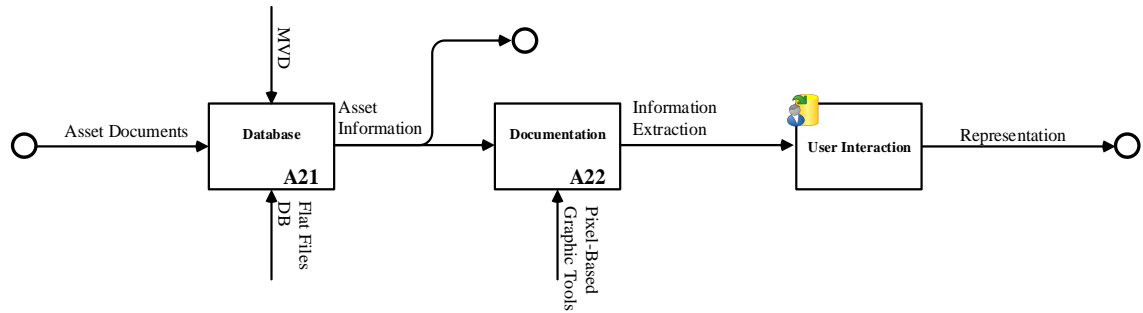 MVD
Asset Documents
Database
A21
Flat Files
DB
Asset
Information
Documentation
A22
Pixel-Based
Graphic Tools
Information
Extraction
User Interaction
Representation